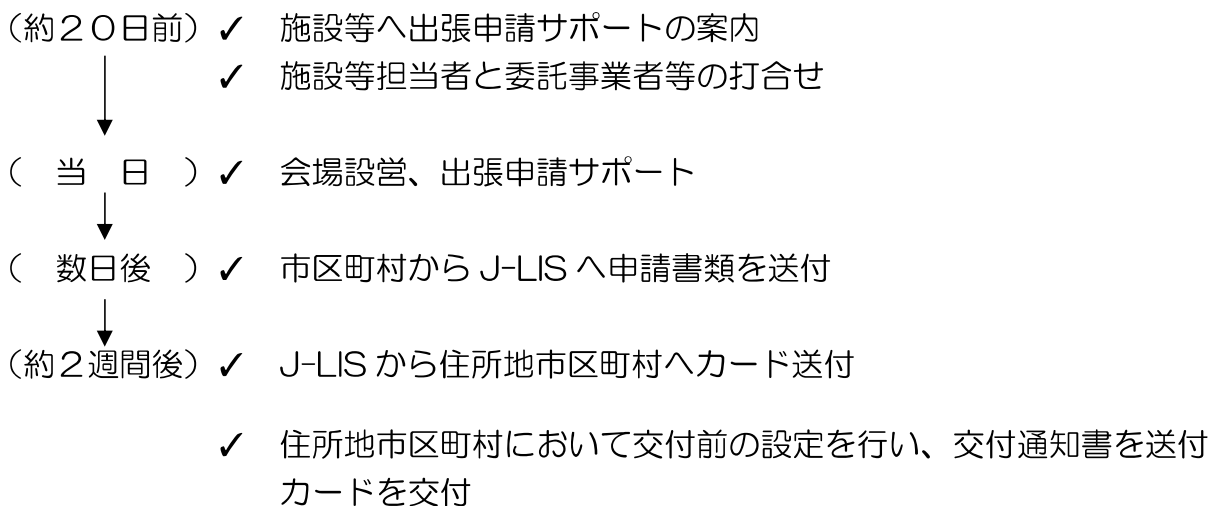 （約２０日前）✓ 施設等へ出張申請サポートの案内
✓ 施設等担当者と委託事業者等の打合せ
（ 当 日 ）✓ 会場設営、出張申請サポート
（ 数日後 ）✓ 市区町村から J-LIS へ申請書類を送付
（約２週間後）✓ J-LIS から住所地市区町村へカード送付
✓ 住所地市区町村において交付前の設定を行い、交付通知書を送付
カードを交付